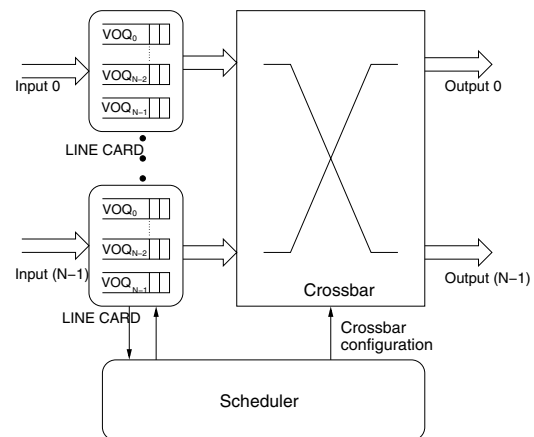 VOQ0
VOQN−2
VOQN−1
Input 0
Output 0
LINE CARD
VOQ0
VOQN−2
VOQN−1
Input (N−1)
Output (N−1)
Crossbar
LINE CARD
Crossbar
configuration
Scheduler